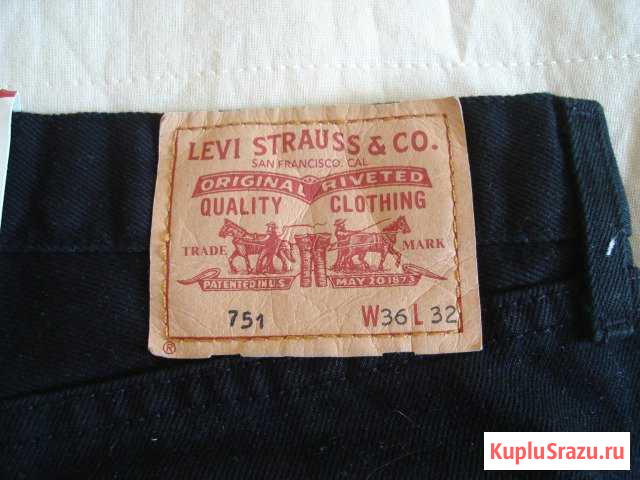 LEVI STRAUSS & CO.
SAN FRANCISCO, CAL
ORIGINAL RIVETED
QUALITY CLOTHING
TRADE MARK
PATENTED IN U.S. MAY 20 1873
751 W36 L 32
®
KupluSrazu.ru